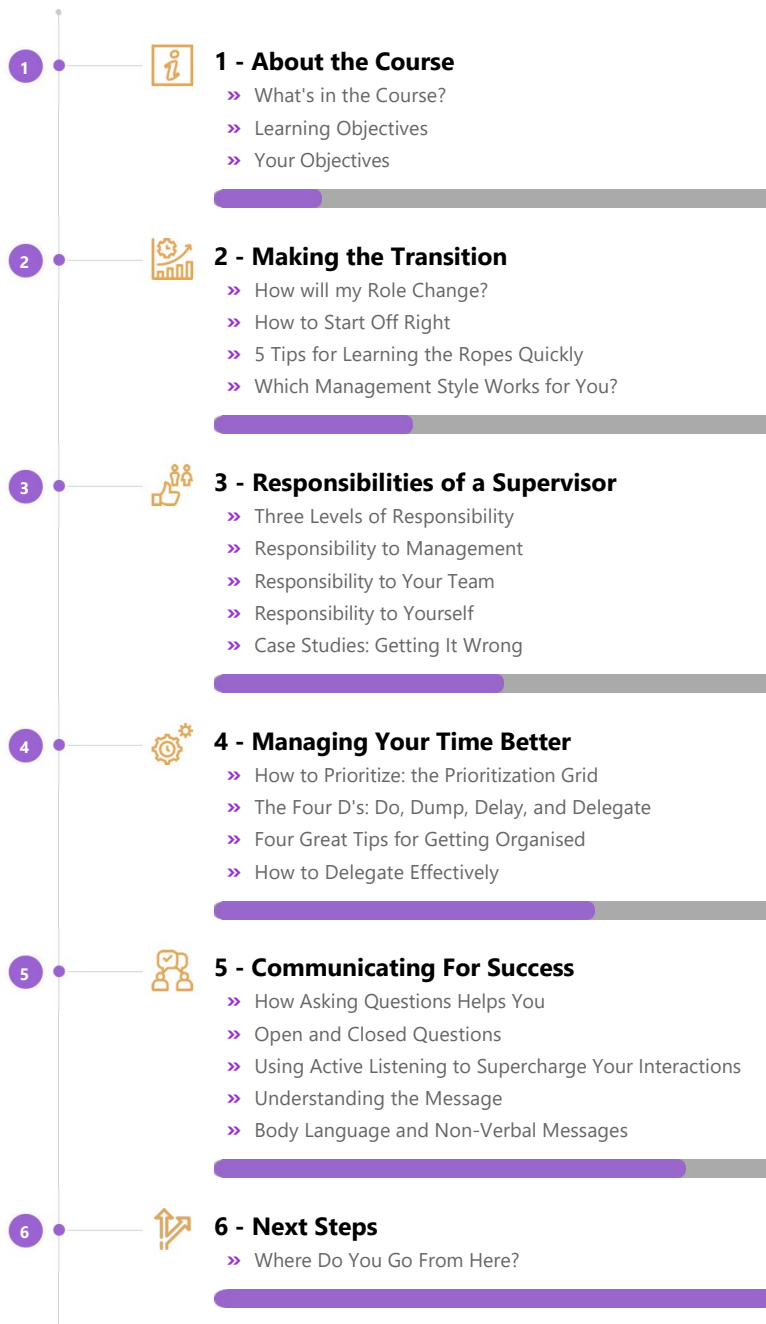 1
1 - About the Course
» What's in the Course?
» Learning Objectives
» Your Objectives
2
2 - Making the Transition
» How will my Role Change?
» How to Start Off Right
» 5 Tips for Learning the Ropes Quickly
» Which Management Style Works for You?
3
3 - Responsibilities of a Supervisor
» Three Levels of Responsibility
» Responsibility to Management
» Responsibility to Your Team
» Responsibility to Yourself
» Case Studies: Getting It Wrong
4
4 - Managing Your Time Better
» How to Prioritize: the Prioritization Grid
» The Four D's: Do, Dump, Delay, and Delegate
» Four Great Tips for Getting Organised
» How to Delegate Effectively
5
5 - Communicating For Success
» How Asking Questions Helps You
» Open and Closed Questions
» Using Active Listening to Supercharge Your Interactions
» Understanding the Message
» Body Language and Non-Verbal Messages
6
6 - Next Steps
» Where Do You Go From Here?